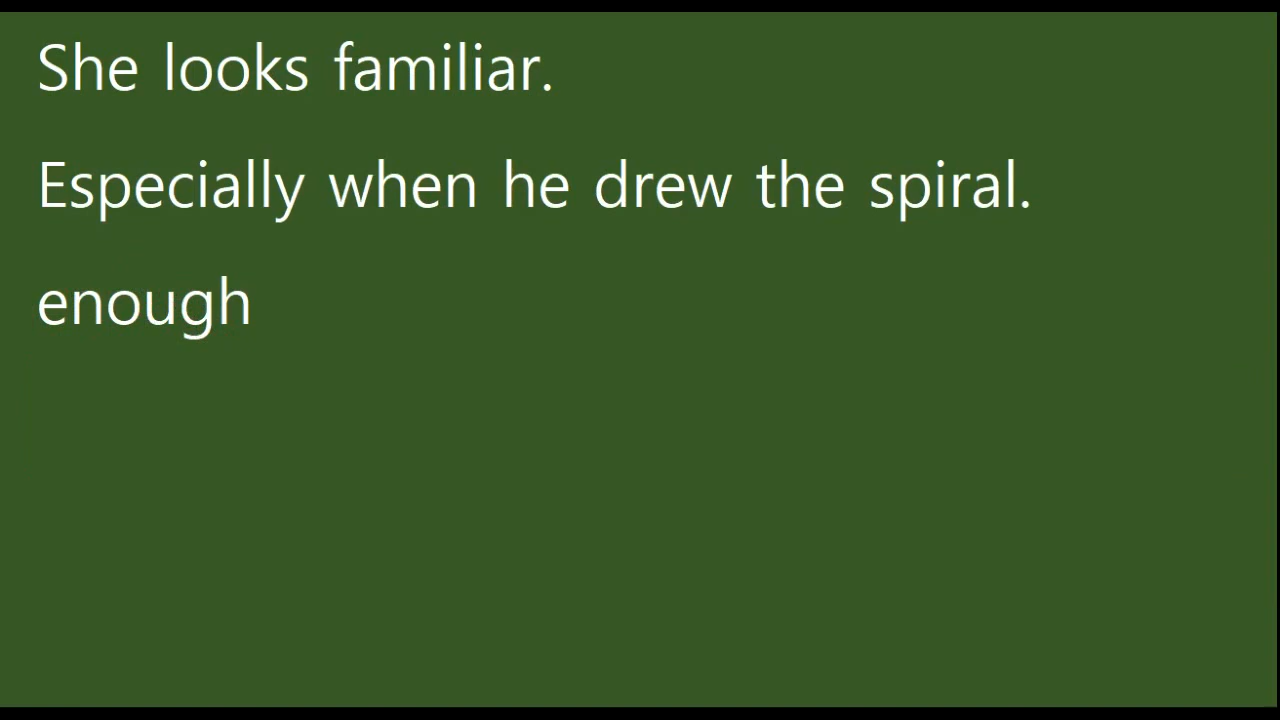 She looks familiar.
Especially when he drew the spiral.
enough